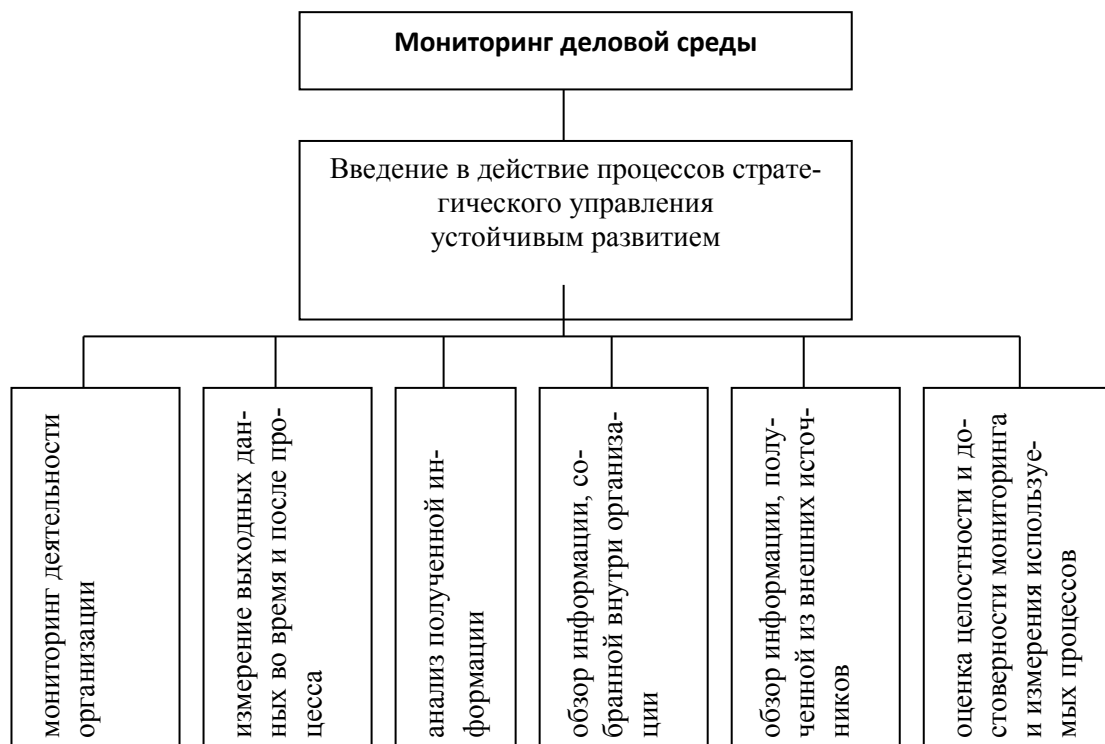 Мониторинг деловой среды
Введение в действие процессов страте-
гического управления
устойчивым развитием
мониторинг деятельности
организации
измерение выходных дан-
ных во время и после про-
цесса
анализ полученной ин-
формации
обзор информации, со-
бранной внутри организа-
ции
обзор информации, полу-
ченной из внешних источ-
ников
оценка целостности и до-
стоверности мониторинга
и измерения используе-
мых процессов